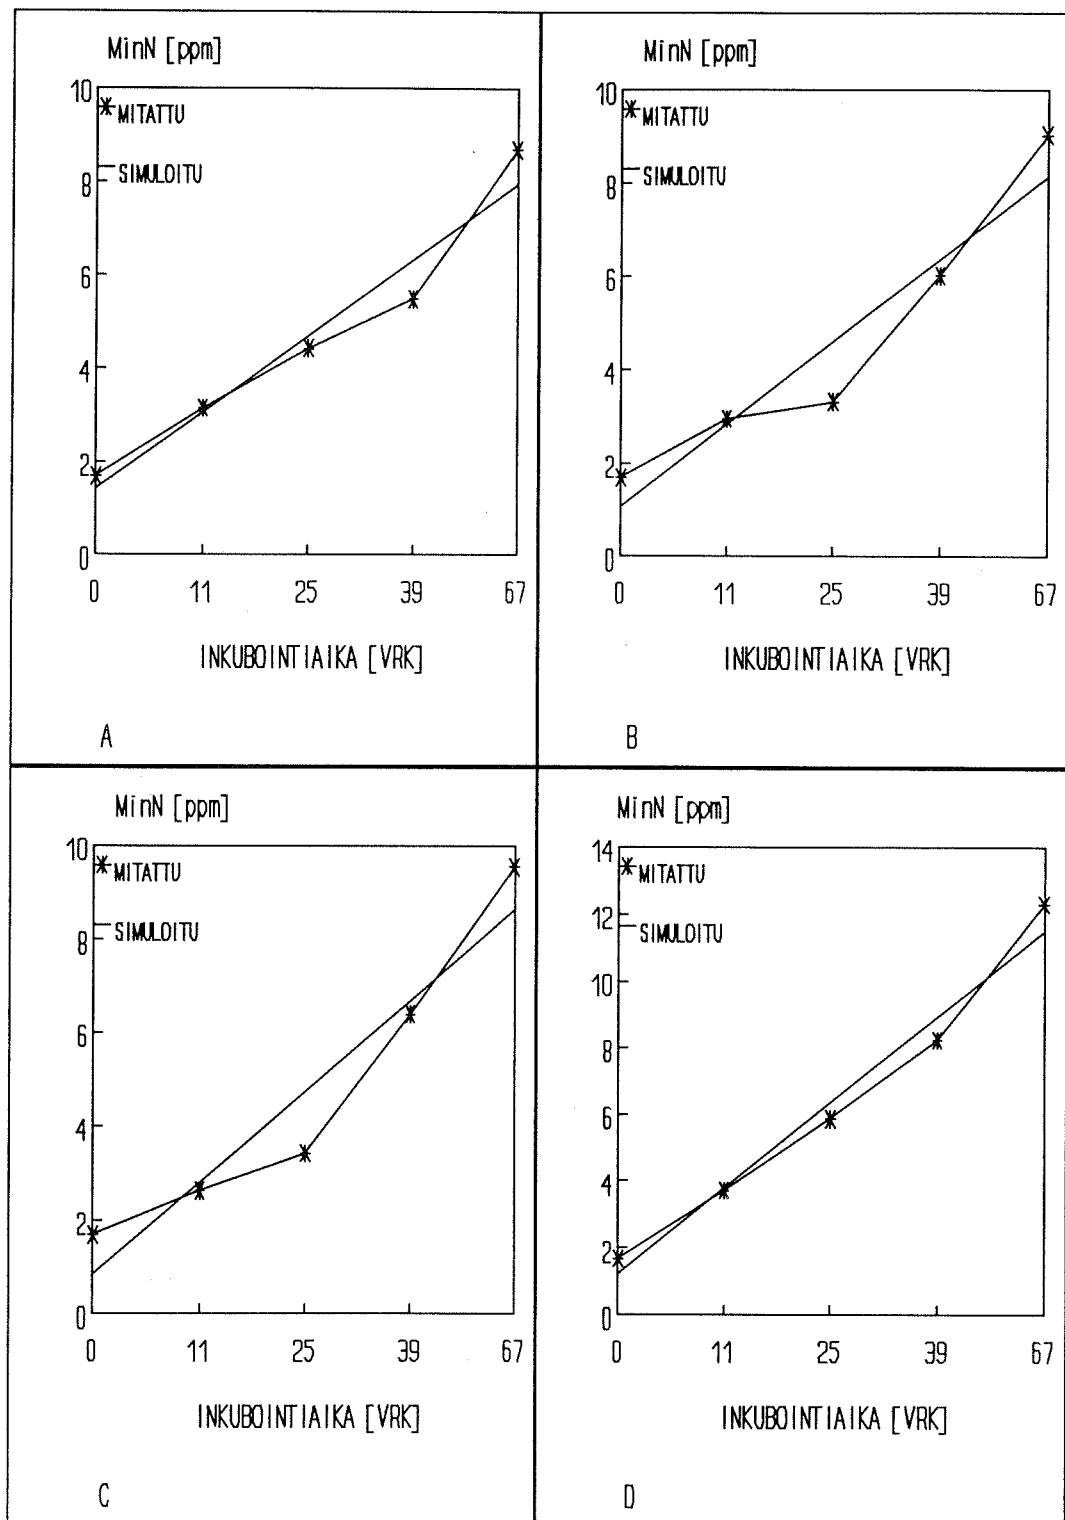 MinN [ppm]
10
MITATTU
SIMULOITU
8
6
4
2
0
0 11 25 39 67
INKUBOINTIAIKA [VRK]
A
MinN [ppm]
10
MITATTU
SIMULOITU
8
6
4
2
0
0 11 25 39 67
INKUBOINTIAIKA [VRK]
B
MinN [ppm]
10
MITATTU
SIMULOITU
8
6
4
2
0
0 11 25 39 67
INKUBOINTIAIKA [VRK]
C
MinN [ppm]
14
MITATTU
12
SIMULOITU
10
8
6
4
2
0
0 11 25 39 67
INKUBOINTIAIKA [VRK]
D